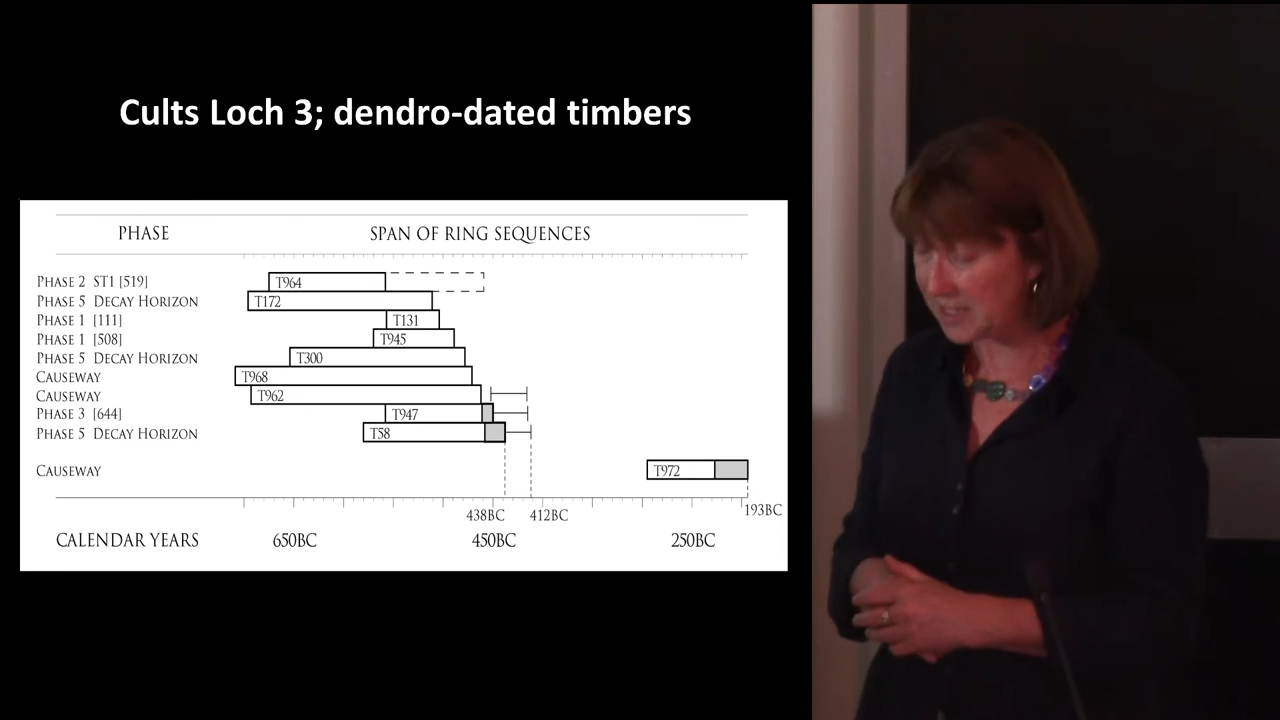 Cults Loch 3; dendro-dated timbers
PHASE SPAN OF RING SEQUENCES
PHASE 2 ST1 [519] T964
PHASE 5 DECAY HORIZON T172
PHASE 1 [111] T131
PHASE 1 [508] T945
PHASE 5 DECAY HORIZON T300
CAUSEWAY T968
CAUSEWAY T962
PHASE 3 [644] T947
PHASE 5 DECAY HORIZON T58
CAUSEWAY T972
438BC 412BC 193BC
CALENDAR YEARS 650BC 450BC 250BC